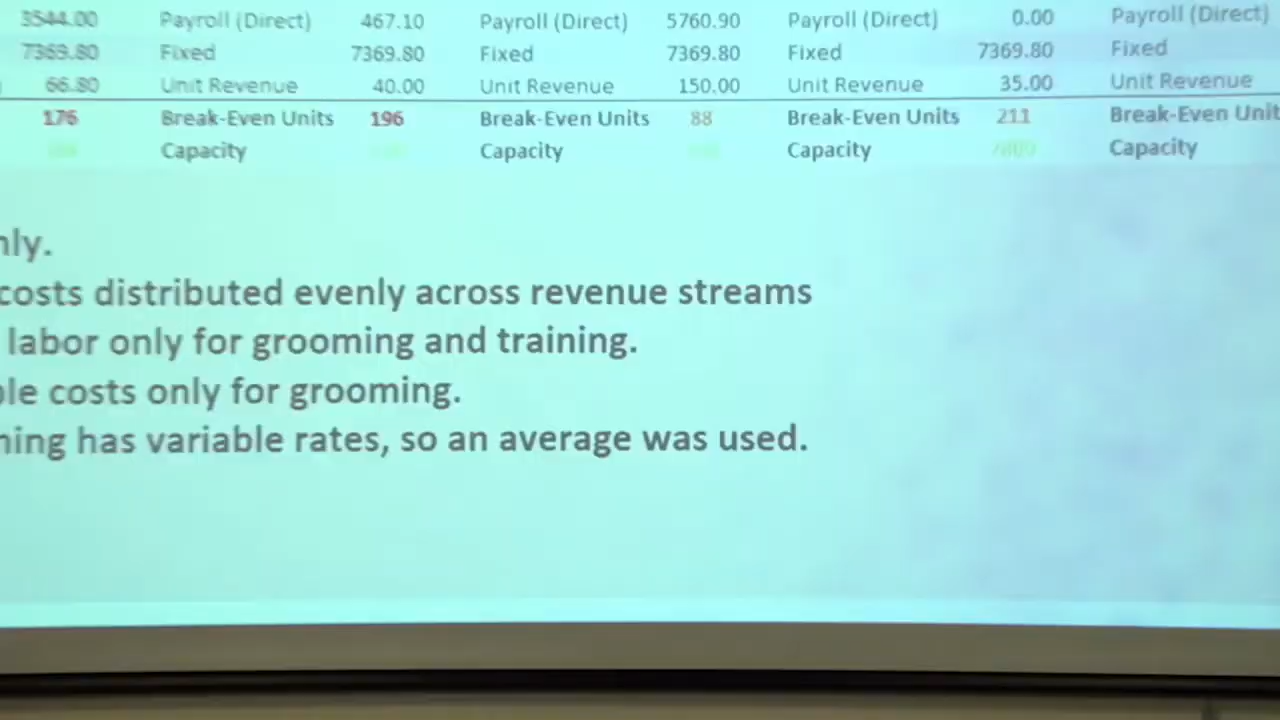 3544.00 Payroll (Direct) 467.10 Payroll (Direct) 5760.90 Payroll (Direct) 0.00 Payroll (Direct)
7369.80 Fixed 7369.80 Fixed 7369.80 Fixed 7369.80 Fixed
66.80 Unit Revenue 40.00 Unit Revenue 150.00 Unit Revenue 35.00 Unit Revenue
176 Break-Even Units 196 Break-Even Units 88 Break-Even Units 211 Break-Even Unit
Capacity Capacity Capacity Capacity
nly.
costs distributed evenly across revenue streams
labor only for grooming and training.
ble costs only for grooming.
ning has variable rates, so an average was used.